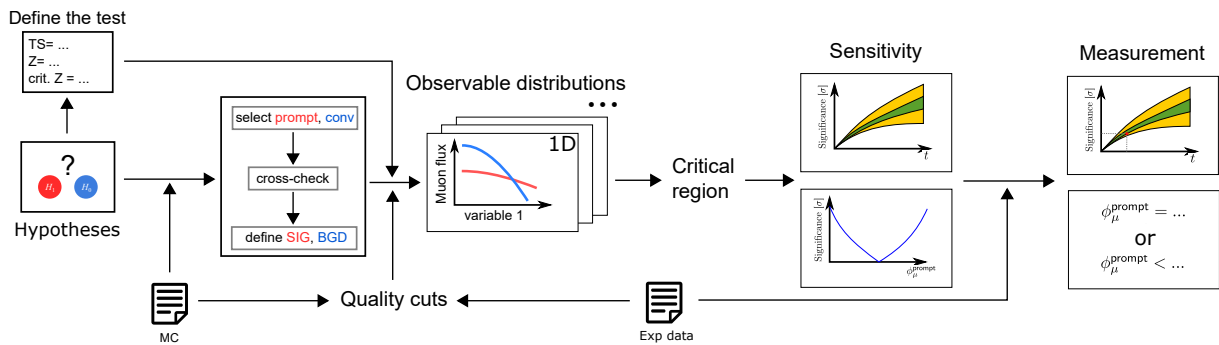 Define the test
TS= ...
Z= ...
crit. Z = ...
?
H₁
H₀
Hypotheses
select prompt, conv
cross-check
define SIG, BGD
MC
Quality cuts
Observable distributions
...
1D
Muon flux
variable 1
Critical
region
Exp data
Sensitivity
Significance |σ|
t
Significance |σ|
ϕ_μ^prompt
Measurement
Significance |σ|
t
ϕ_μ^prompt = ...
or
ϕ_μ^prompt < ...